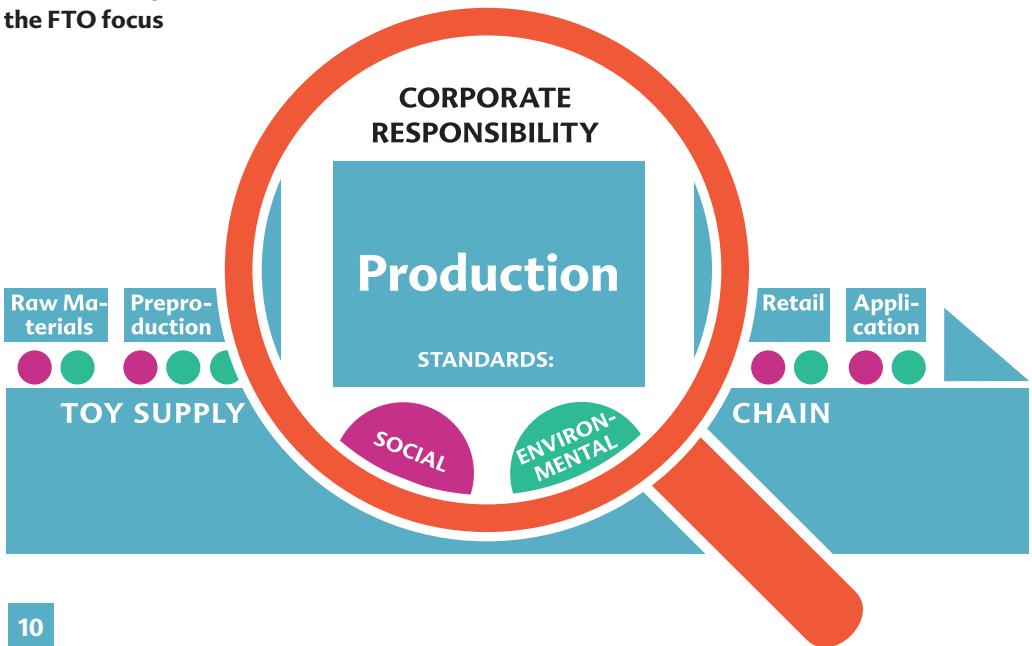 the FTO focus
CORPORATE
RESPONSIBILITY
Production
STANDARDS:
Raw Ma-
terials
Prepro-
duction
Retail
Appli-
cation
TOY SUPPLY
CHAIN
SOCIAL
ENVIRON-
MENTAL
10